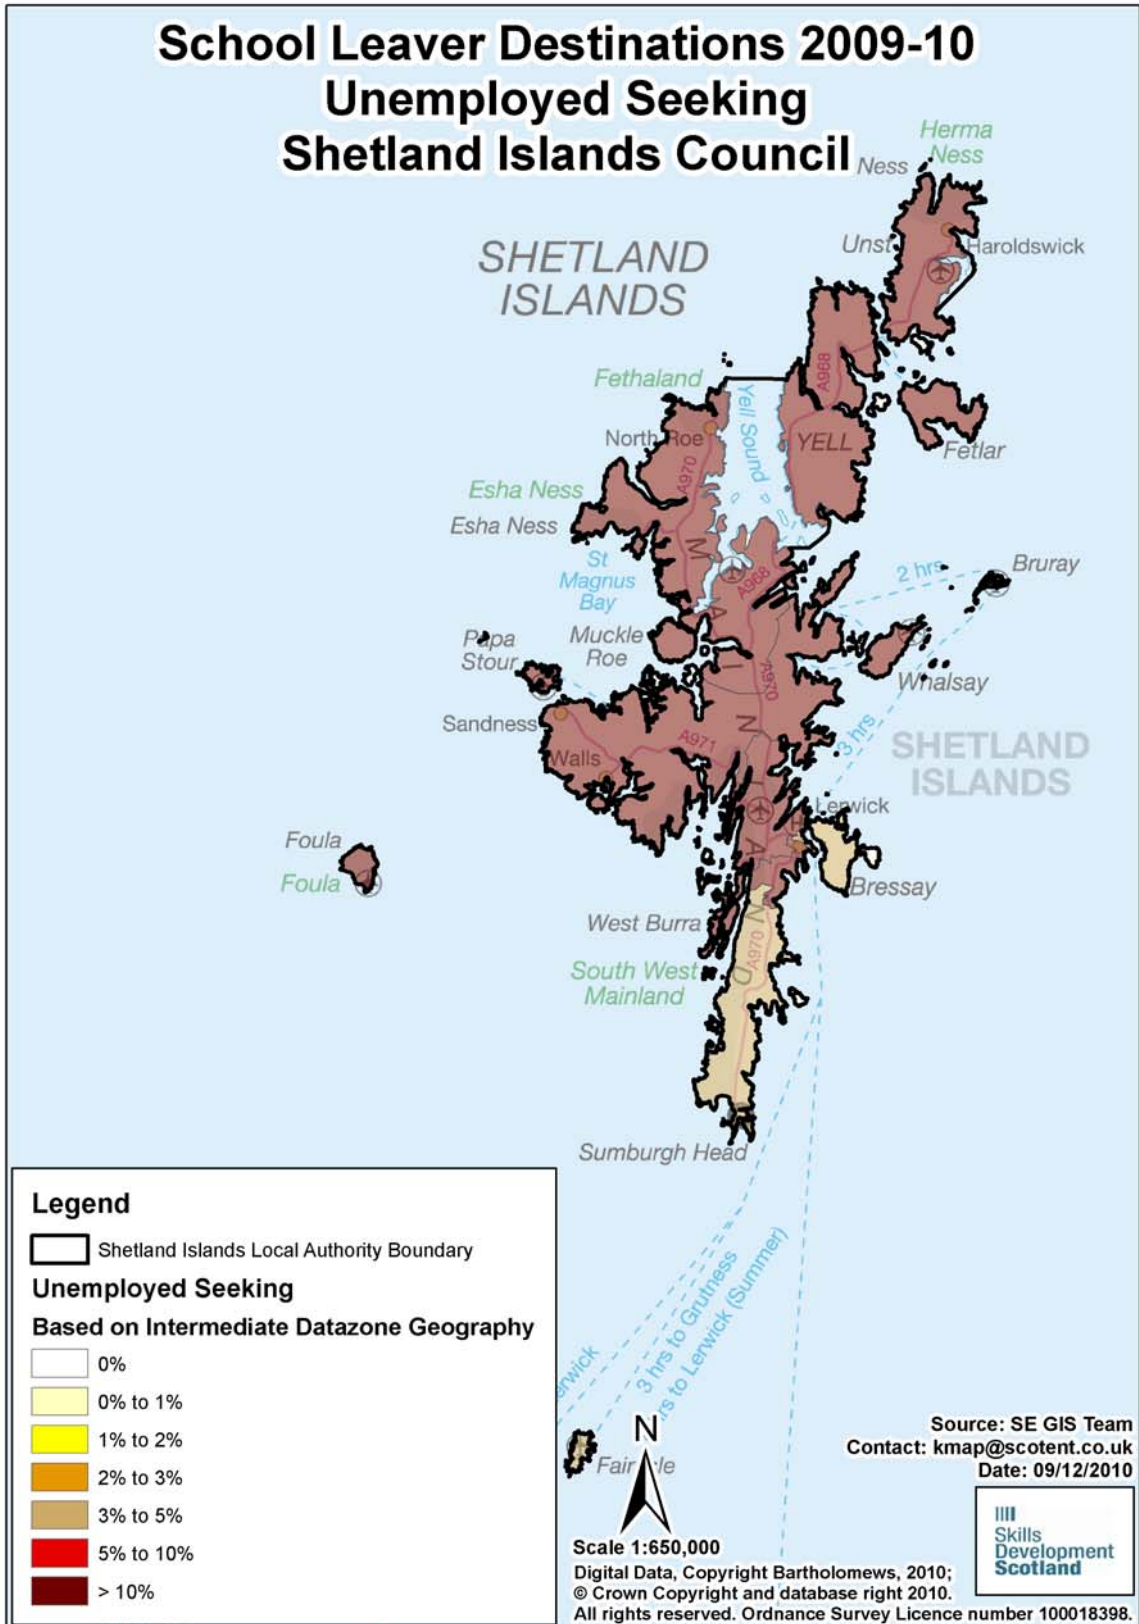 School Leaver Destinations 2009-10
Unemployed Seeking
Shetland Islands Council
Herma
Ness
Ness
Unst
Haroldswick
SHETLAND
ISLANDS
Fethaland
Yell Sound
A968
North Roe
YELL
Fetlar
A970
Esha Ness
Esha Ness
St
Magnus
Bay
A968
2 hrs
Bruray
Papa
Stour
Muckle
Roe
MAINLAND
A970
Whalsay
Sandness
A971
3 hrs
Walls
SHETLAND
ISLANDS
Lerwick
Foula
Foula
Bressay
West Burra
A970
South West
Mainland
Sumburgh Head
Legend
Shetland Islands Local Authority Boundary
Unemployed Seeking
Based on Intermediate Datazone Geography
0%
0% to 1%
1% to 2%
2% to 3%
3% to 5%
5% to 10%
> 10%
erwick
3 hrs to Grutness
rs to Lerwick (Summer)
N
Fair
Scale 1:650,000
Digital Data, Copyright Bartholomews, 2010;
© Crown Copyright and database right 2010.
All rights reserved. Ordnance Survey Licence number 100018398.
Source: SE GIS Team
Contact: kmap@scotent.co.uk
Date: 09/12/2010
Skills
Development
Scotland